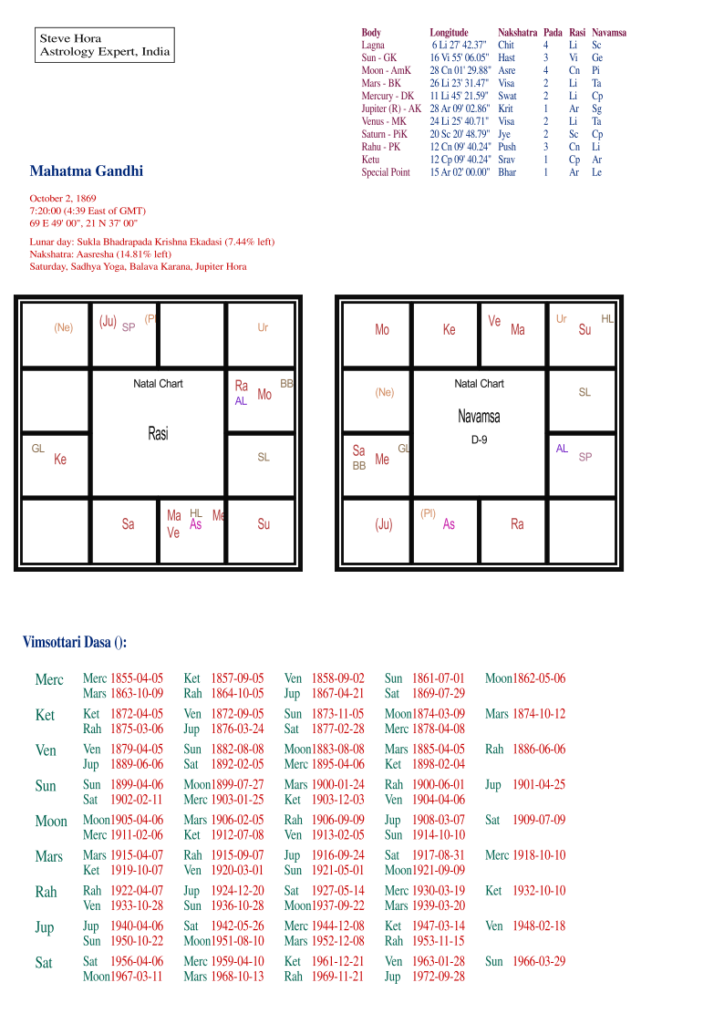 Steve Hora
Astrology Expert, India
Body Longitude Nakshatra Pada Rasi Navamsa
Lagna 6 Li 27' 42.37" Chit 4 Li Sc
Sun - GK 16 Vi 55' 06.05" Hast 3 Vi Ge
Moon - AmK 28 Cn 01' 29.88" Asre 4 Cn Pi
Mars - BK 26 Li 23' 31.47" Visa 2 Li Ta
Mercury - DK 11 Li 45' 21.59" Swat 2 Li Cp
Jupiter (R) - AK 28 Ar 09' 02.86" Krit 1 Ar Sg
Venus - MK 24 Li 25' 40.71" Visa 2 Li Ta
Saturn - PiK 20 Sc 20' 48.79" Jye 2 Sc Cp
Rahu - PK 12 Cn 09' 40.24" Push 3 Cn Li
Ketu 12 Cp 09' 40.24" Srav 1 Cp Ar
Special Point 15 Ar 02' 00.00" Bhar 1 Ar Le
Mahatma Gandhi
October 2, 1869
7:20:00 (4:39 East of GMT)
69 E 49' 00", 21 N 37' 00"
Lunar day: Sukla Bhadrapada Krishna Ekadasi (7.44% left)
Nakshatra: Aasresha (14.81% left)
Saturday, Sadhya Yoga, Balava Karana, Jupiter Hora
(Ne) (Ju) SP (Pl Ur
Natal Chart
Rasi
Ra Mo BB
AL
GL Ke
SL
Sa
Ma HL Me
Ve As
Su
Mo Ke Ve Ma Ur Su HL
(Ne)
Natal Chart
Navamsa
D-9
SL
Sa Me GL
BB
AL SP
(Ju) (Pl) As Ra
Vimsottari Dasa ():
Merc Merc 1855-04-05 Ket 1857-09-05 Ven 1858-09-02 Sun 1861-07-01 Moon1862-05-06
Mars 1863-10-09 Rah 1864-10-05 Jup 1867-04-21 Sat 1869-07-29
Ket Ket 1872-04-05 Ven 1872-09-05 Sun 1873-11-05 Moon1874-03-09 Mars 1874-10-12
Rah 1875-03-06 Jup 1876-03-24 Sat 1877-02-28 Merc 1878-04-08
Ven Ven 1879-04-05 Sun 1882-08-08 Moon1883-08-08 Mars 1885-04-05 Rah 1886-06-06
Jup 1889-06-06 Sat 1892-02-05 Merc 1895-04-06 Ket 1898-02-04
Sun Sun 1899-04-06 Moon1899-07-27 Mars 1900-01-24 Rah 1900-06-01 Jup 1901-04-25
Sat 1902-02-11 Merc 1903-01-25 Ket 1903-12-03 Ven 1904-04-06
Moon Moon1905-04-06 Mars 1906-02-05 Rah 1906-09-09 Jup 1908-03-07 Sat 1909-07-09
Merc 1911-02-06 Ket 1912-07-08 Ven 1913-02-05 Sun 1914-10-10
Mars Mars 1915-04-07 Rah 1915-09-07 Jup 1916-09-24 Sat 1917-08-31 Merc 1918-10-10
Ket 1919-10-07 Ven 1920-03-01 Sun 1921-05-01 Moon1921-09-09
Rah Rah 1922-04-07 Jup 1924-12-20 Sat 1927-05-14 Merc 1930-03-19 Ket 1932-10-10
Ven 1933-10-28 Sun 1936-10-28 Moon1937-09-22 Mars 1939-03-20
Jup Jup 1940-04-06 Sat 1942-05-26 Merc 1944-12-08 Ket 1947-03-14 Ven 1948-02-18
Sun 1950-10-22 Moon1951-08-10 Mars 1952-12-08 Rah 1953-11-15
Sat Sat 1956-04-06 Merc 1959-04-10 Ket 1961-12-21 Ven 1963-01-28 Sun 1966-03-29
Moon1967-03-11 Mars 1968-10-13 Rah 1969-11-21 Jup 1972-09-28